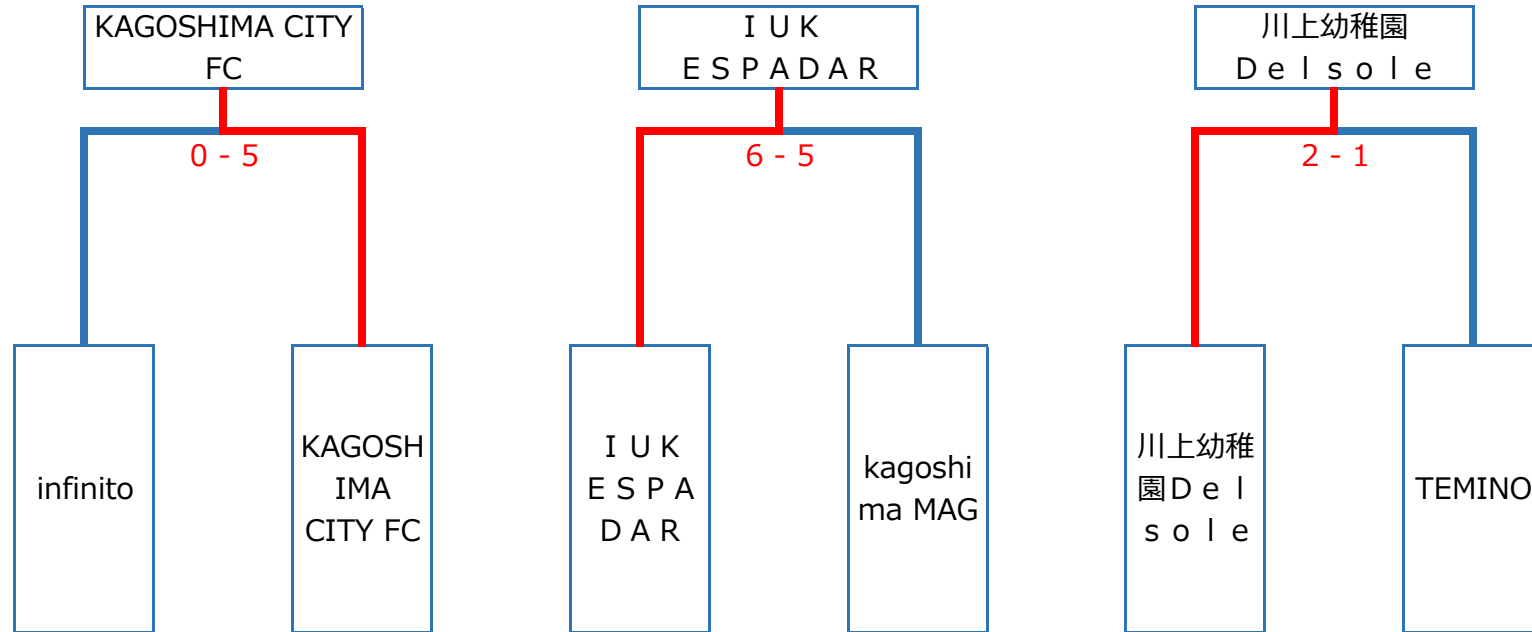 KAGOSHIMA CITY
FC
ＩＵＫ
ＥＳＰＡＤＡＲ
川上幼稚園
Ｄｅｌｓｏｌｅ
0 - 5
6 - 5
2 - 1
infinito
KAGOSH
IMA
CITY FC
ＩＵＫ
ＥＳＰＡ
ＤＡＲ
kagoshi
ma MAG
川上幼稚
園Ｄｅｌ
ｓｏｌｅ
TEMINO